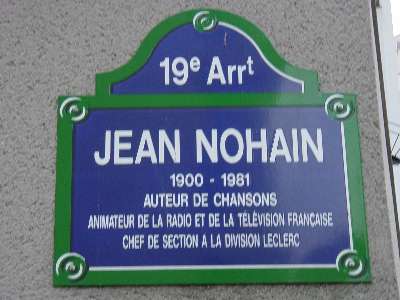 19e Arrt
JEAN NOHAIN
1900 - 1981
AUTEUR DE CHANSONS
ANIMATEUR DE LA RADIO ET DE LA TÉLÉVISION FRANÇAISE
CHEF DE SECTION A LA DIVISION LECLERC